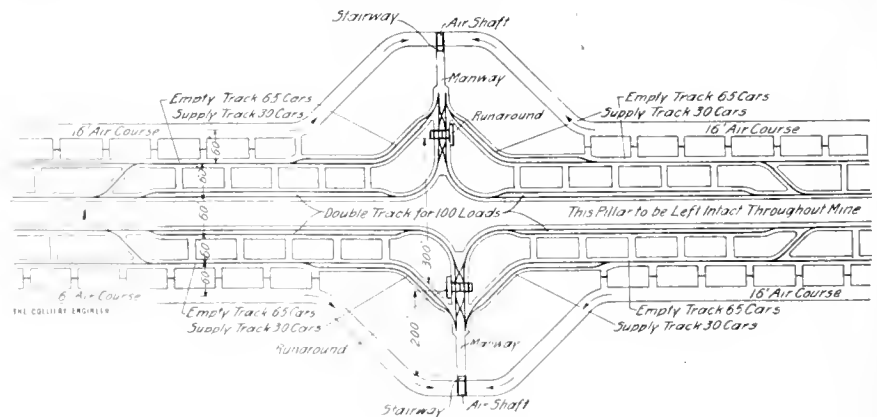 Stairway
Air Shaft
Manway
Empty Track 65 Cars
Supply Track 30 Cars
Runaround
Empty Track 65 Cars
Supply Track 30 Cars
16' Air Course
16' Air Course
60'
60'
60'
60'
60'
Double Track for 100 Loads
This Pillar to be Left Intact Throughout Mine
300'
6' Air Course
16' Air Course
THE COLLIERY ENGINEER
Empty Track 65 Cars
Supply Track 30 Cars
Empty Track 65
Supply Track 30 Cars
Runaround
200'
Manway
Stairway
Air Shaft